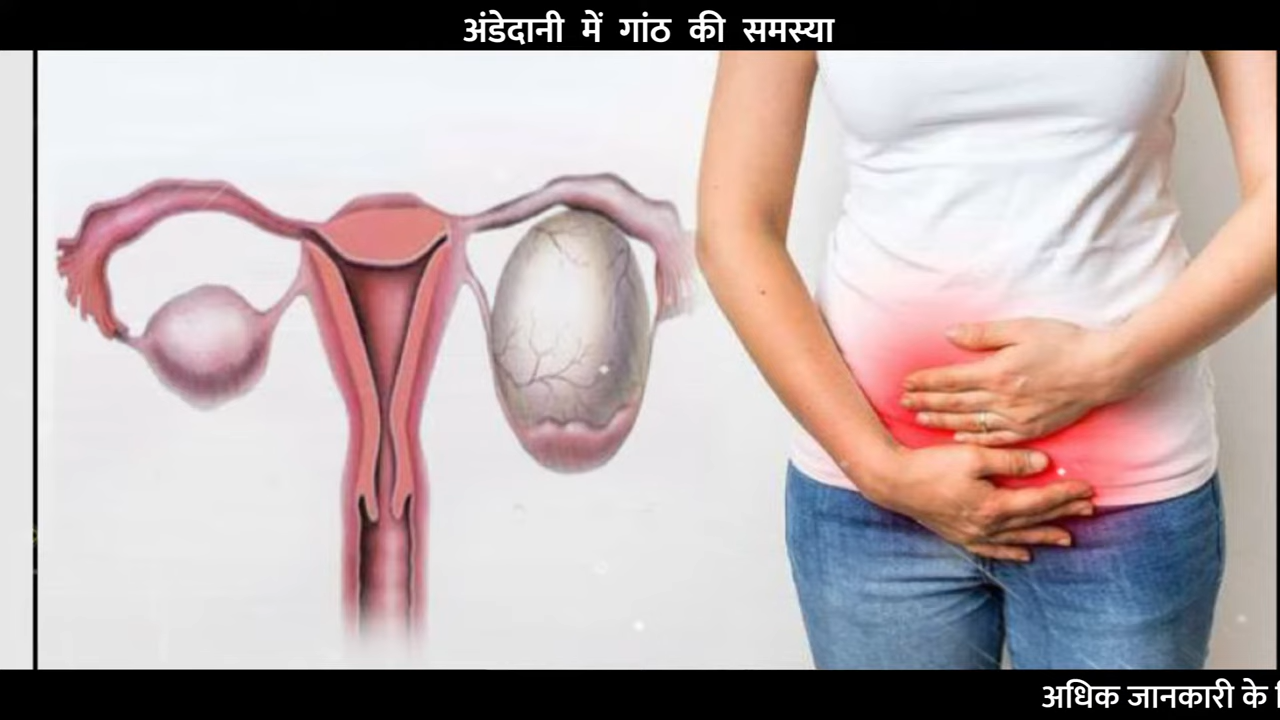 अंडेदानी में गांठ की समस्या
अधिक जानकारी के